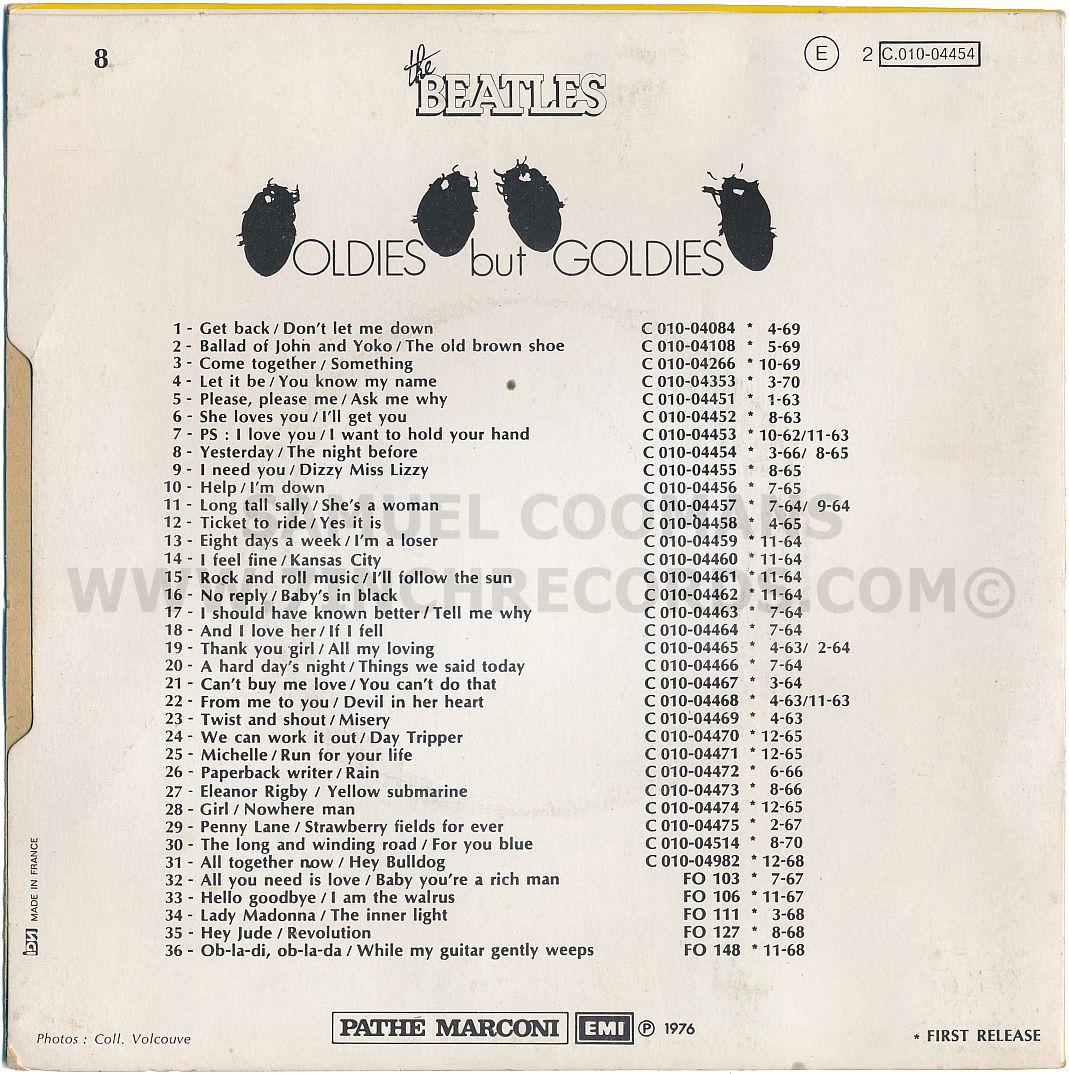 8
the BEATLES
E 2 C.010-04454
OLDIES but GOLDIES
1 - Get back / Don't let me down C 010-04084 * 4-69
2 - Ballad of John and Yoko / The old brown shoe C 010-04108 * 5-69
3 - Come together / Something C 010-04266 * 10-69
4 - Let it be / You know my name C 010-04353 * 3-70
5 - Please, please me / Ask me why C 010-04451 * 1-63
6 - She loves you / I'll get you C 010-04452 * 8-63
7 - PS : I love you / I want to hold your hand C 010-04453 * 10-62/11-63
8 - Yesterday / The night before C 010-04454 * 3-66/ 8-65
9 - I need you / Dizzy Miss Lizzy C 010-04455 * 8-65
10 - Help / I'm down C 010-04456 * 7-65
11 - Long tall sally / She's a woman C 010-04457 * 7-64/ 9-64
12 - Ticket to ride / Yes it is C 010-04458 * 4-65
13 - Eight days a week / I'm a loser C 010-04459 * 11-64
14 - I feel fine / Kansas City C 010-04460 * 11-64
15 - Rock and roll music / I'll follow the sun C 010-04461 * 11-64
16 - No reply / Baby's in black C 010-04462 * 11-64
17 - I should have known better / Tell me why C 010-04463 * 7-64
18 - And I love her / If I fell C 010-04464 * 7-64
19 - Thank you girl / All my loving C 010-04465 * 4-63/ 2-64
20 - A hard day's night / Things we said today C 010-04466 * 7-64
21 - Can't buy me love / You can't do that C 010-04467 * 3-64
22 - From me to you / Devil in her heart C 010-04468 * 4-63/11-63
23 - Twist and shout / Misery C 010-04469 * 4-63
24 - We can work it out / Day Tripper C 010-04470 * 12-65
25 - Michelle / Run for your life C 010-04471 * 12-65
26 - Paperback writer / Rain C 010-04472 * 6-66
27 - Eleanor Rigby / Yellow submarine C 010-04473 * 8-66
28 - Girl / Nowhere man C 010-04474 * 12-65
29 - Penny Lane / Strawberry fields for ever C 010-04475 * 2-67
30 - The long and winding road / For you blue C 010-04514 * 8-70
31 - All together now / Hey Bulldog C 010-04982 * 12-68
32 - All you need is love / Baby you're a rich man FO 103 * 7-67
33 - Hello goodbye / I am the walrus FO 106 * 11-67
34 - Lady Madonna / The inner light FO 111 * 3-68
35 - Hey Jude / Revolution FO 127 * 8-68
36 - Ob-la-di, ob-la-da / While my guitar gently weeps FO 148 * 11-68
SAMUEL
MADE IN FRANCE
Photos : Coll. Volcouve
PATHÉ MARCONI EMI ℗ 1976
* FIRST RELEASE